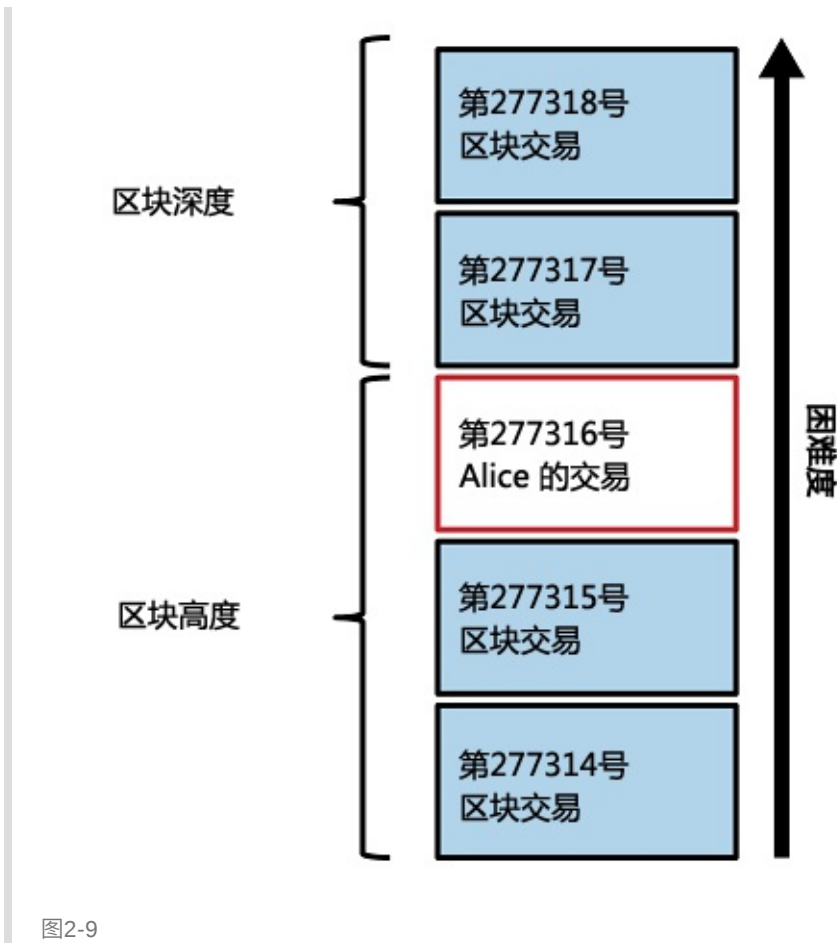 第277318号
区块交易
区块深度
第277317号
区块交易
第277316号
Alice 的交易
困难度
第277315号
区块交易
区块高度
第277314号
区块交易
图2-9